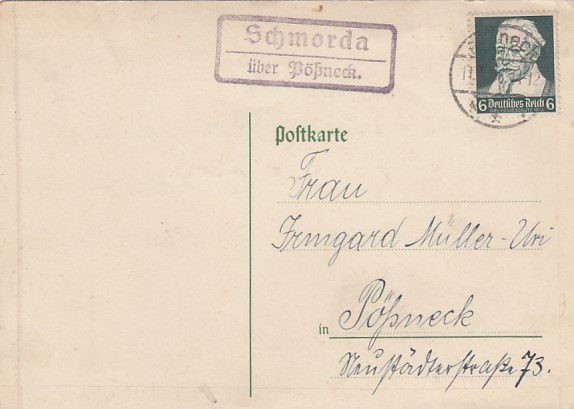 Schmorda
über Pößneck.
6 Deutsches Reich 6
Postkarte
Frau
Irmgard Müller-Uri
in Pößneck
Neustädterstraße 73.